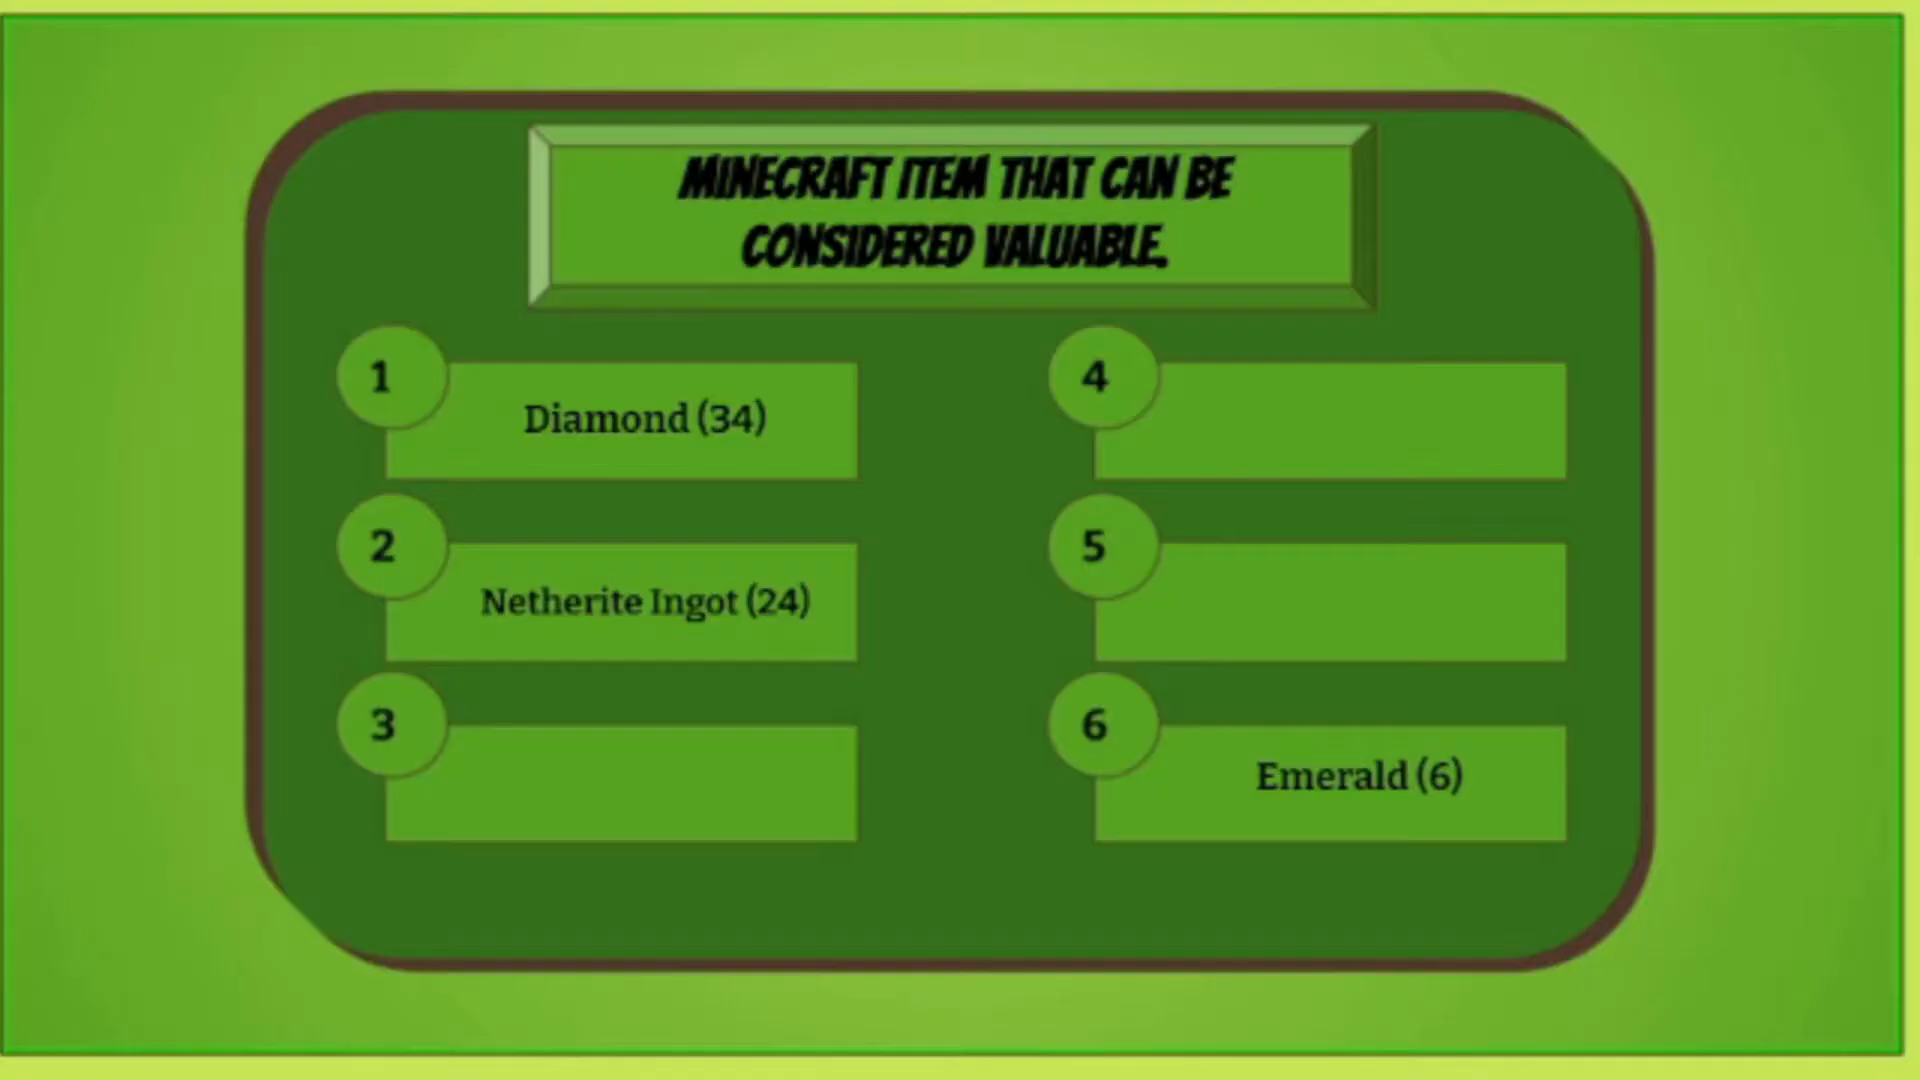 MINECRAFT ITEM THAT CAN BE
CONSIDERED VALUABLE.
1
Diamond (34)
2
Netherite Ingot (24)
3
4
5
6
Emerald (6)